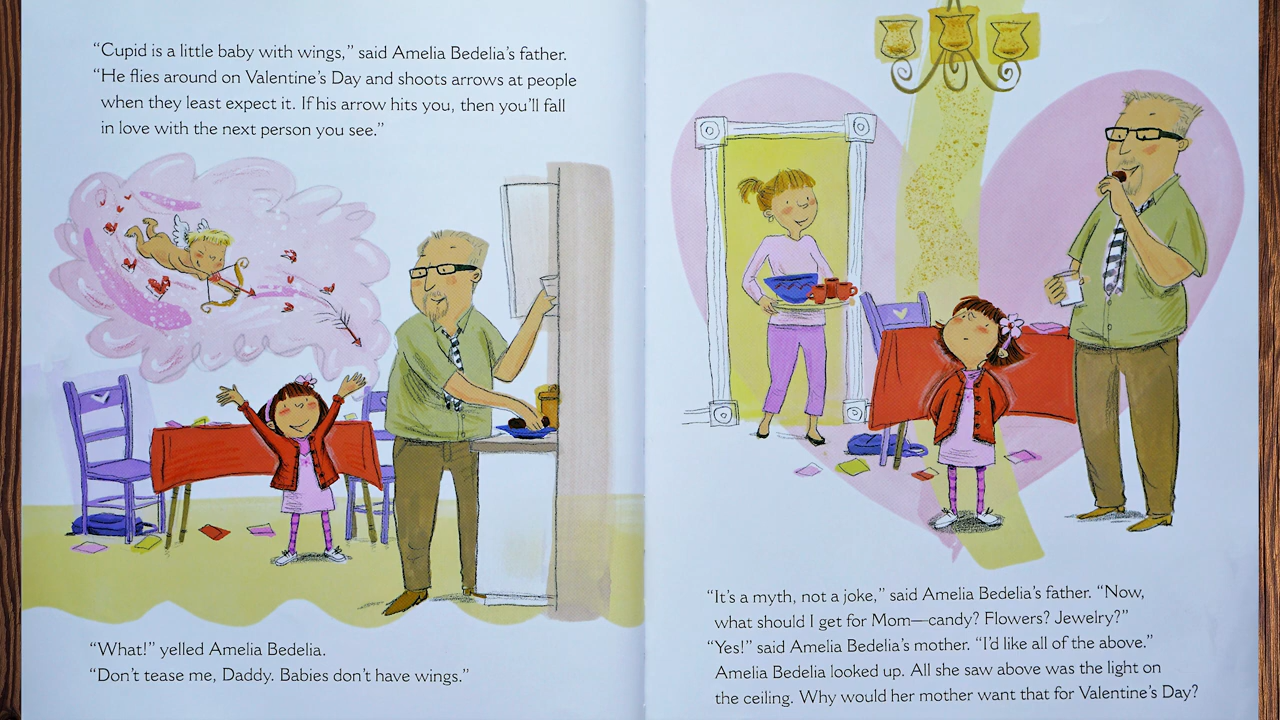 “Cupid is a little baby with wings,” said Amelia Bedelia’s father.
“He flies around on Valentine’s Day and shoots arrows at people
when they least expect it. If his arrow hits you, then you’ll fall
in love with the next person you see.”
“What!” yelled Amelia Bedelia.
“Don’t tease me, Daddy. Babies don’t have wings.”
“It’s a myth, not a joke,” said Amelia Bedelia’s father. “Now,
what should I get for Mom—candy? Flowers? Jewelry?”
“Yes!” said Amelia Bedelia’s mother. “I’d like all of the above.”
Amelia Bedelia looked up. All she saw above was the light on
the ceiling. Why would her mother want that for Valentine’s Day?